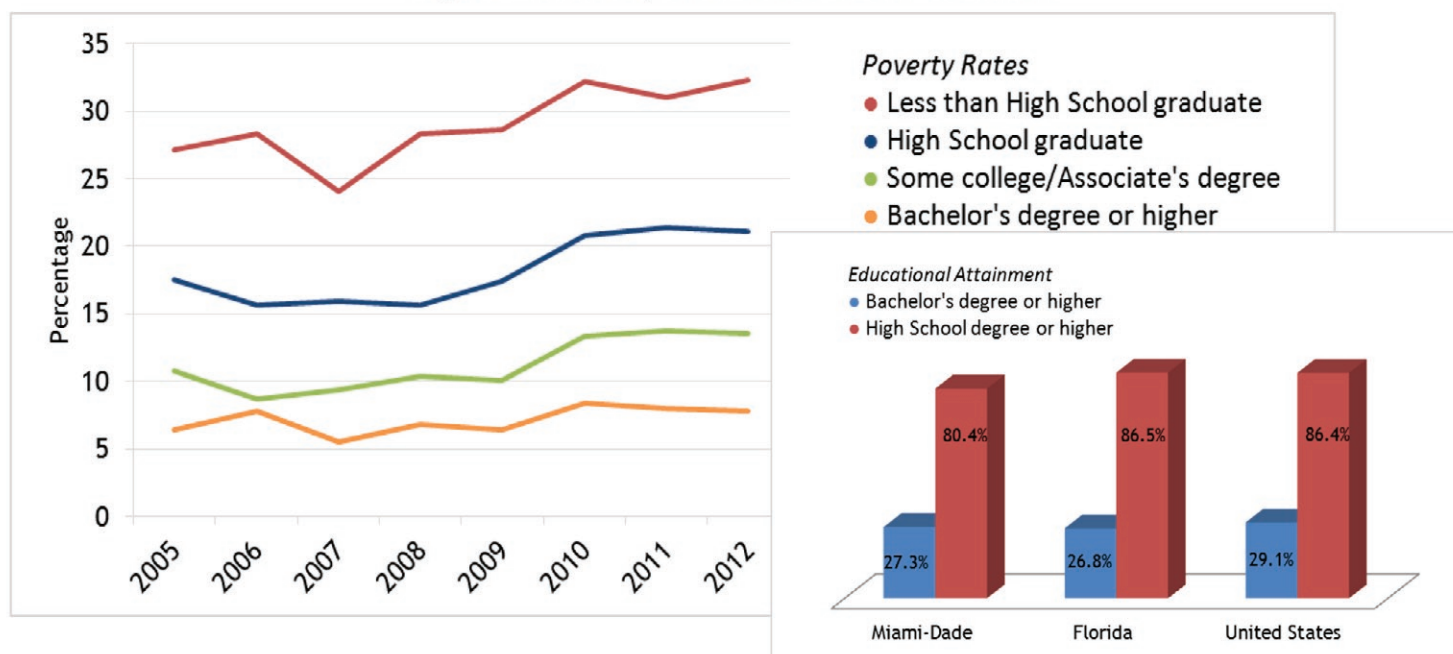 35
30
25
20
15
10
5
0
Percentage
2005
2006
2007
2008
2009
2010
2011
2012
Poverty Rates
Less than High School graduate
High School graduate
Some college/Associate's degree
Bachelor's degree or higher
Educational Attainment
Bachelor's degree or higher
High School degree or higher
27.3%
80.4%
26.8%
86.5%
29.1%
86.4%
Miami-Dade
Florida
United States